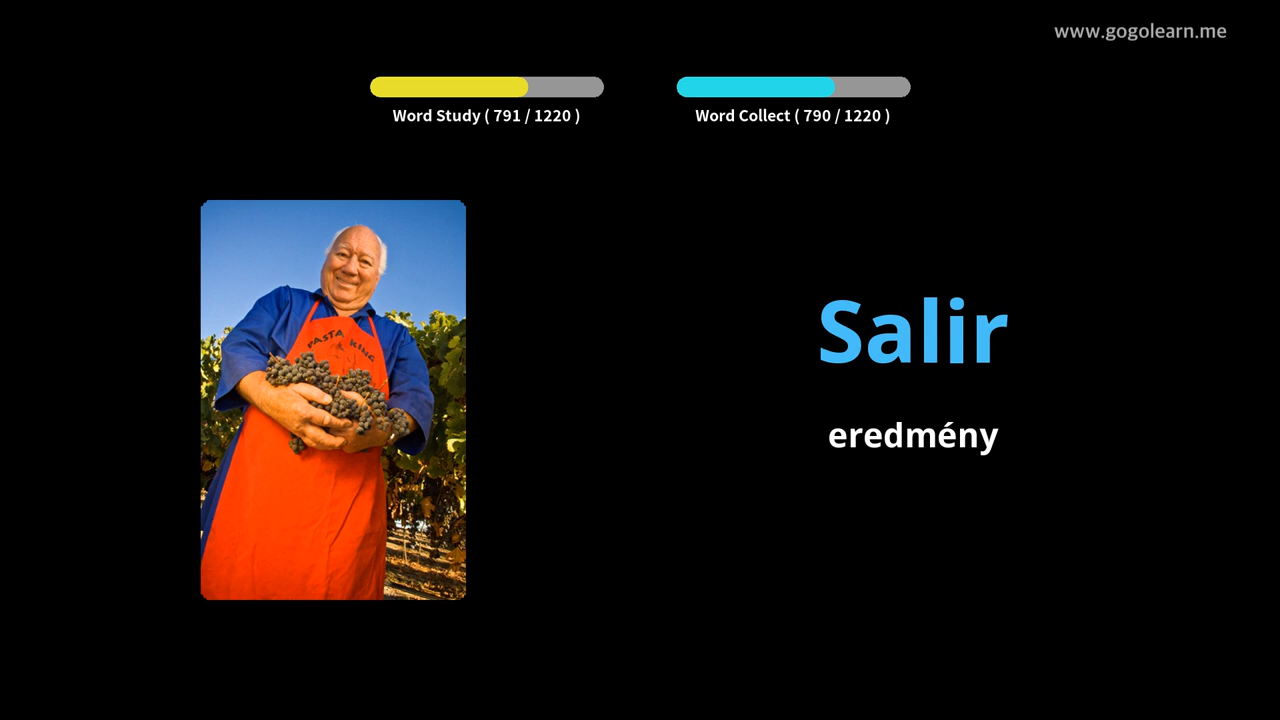 www.gogolearn.me
Word Study ( 791 / 1220 )
Word Collect ( 790 / 1220 )
PASTA KING
Salir
eredmény